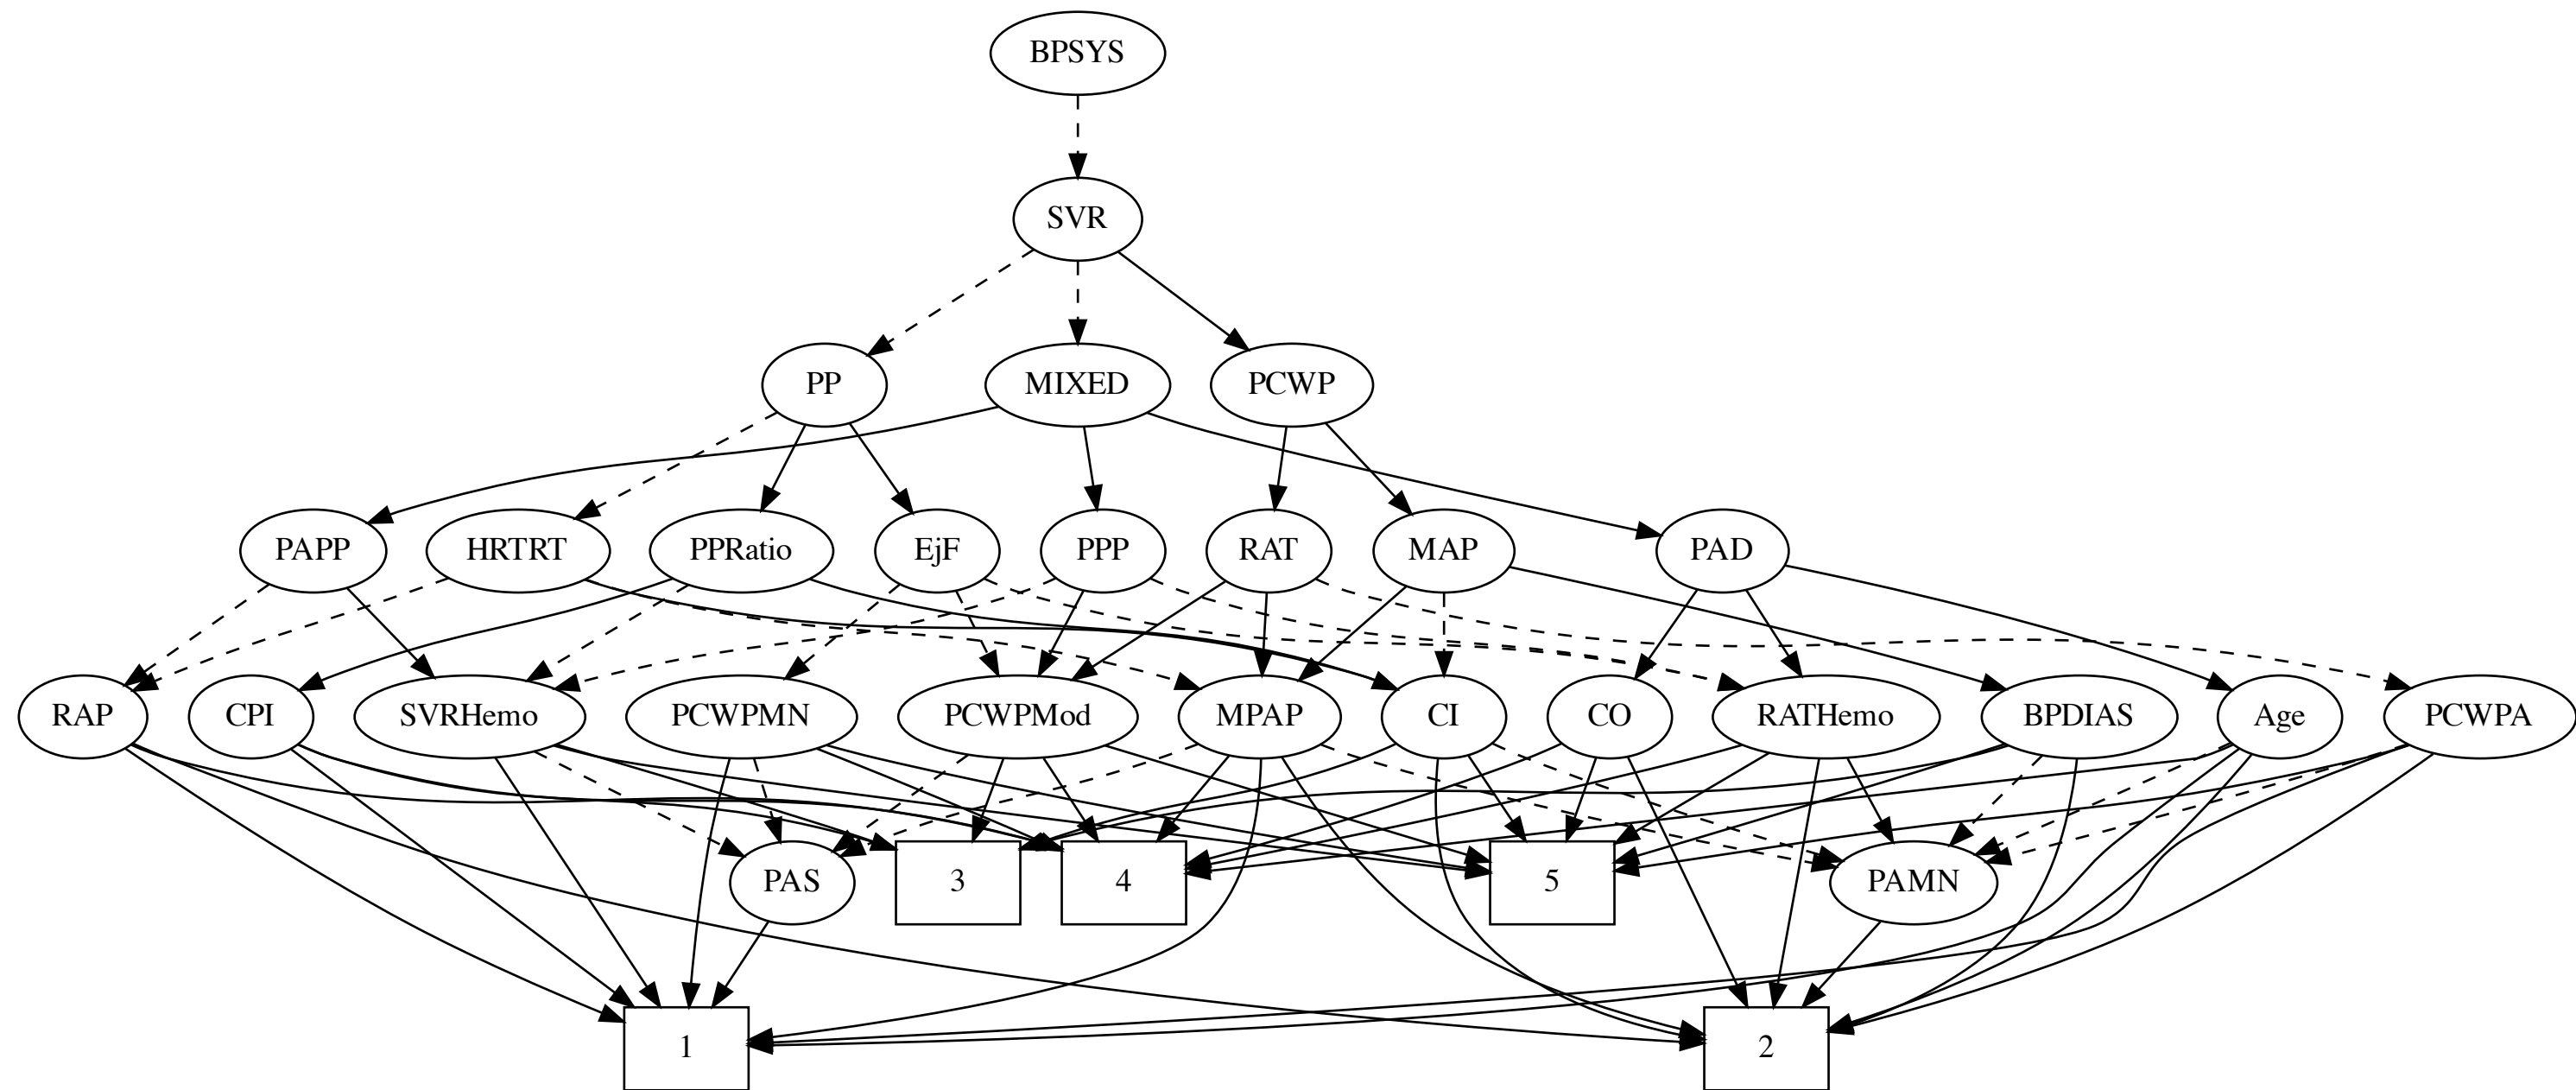 BPSYS
SVR
PP MIXED PCWP
PAPP HRTRT PPRatio EjF PPP RAT MAP PAD
RAP CPI SVRHemo PCWPMN PCWPMod MPAP CI CO RATHemo BPDIAS Age PCWPA
PAS 3 4 5 PAMN
1 2